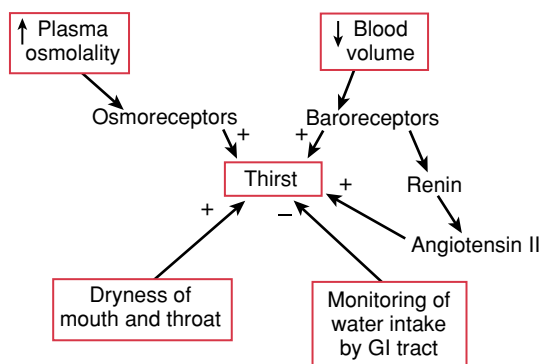 ↑ Plasma
osmolality
↓ Blood
volume
Osmoreceptors
Baroreceptors
+
+
Thirst
+
Renin
+
−
Angiotensin II
Dryness of
mouth and throat
Monitoring of
water intake
by GI tract